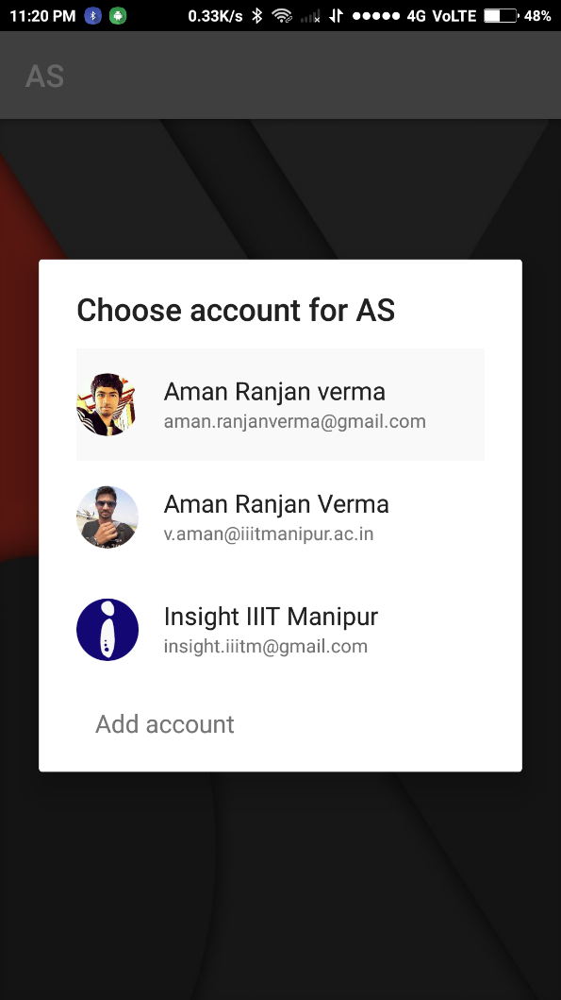 11:20 PM 0.33K/s 4G VoLTE 48%
AS
Choose account for AS
Aman Ranjan verma
aman.ranjanverma@gmail.com
Aman Ranjan Verma
v.aman@iiitmanipur.ac.in
Insight IIIT Manipur
insight.iiitm@gmail.com
Add account